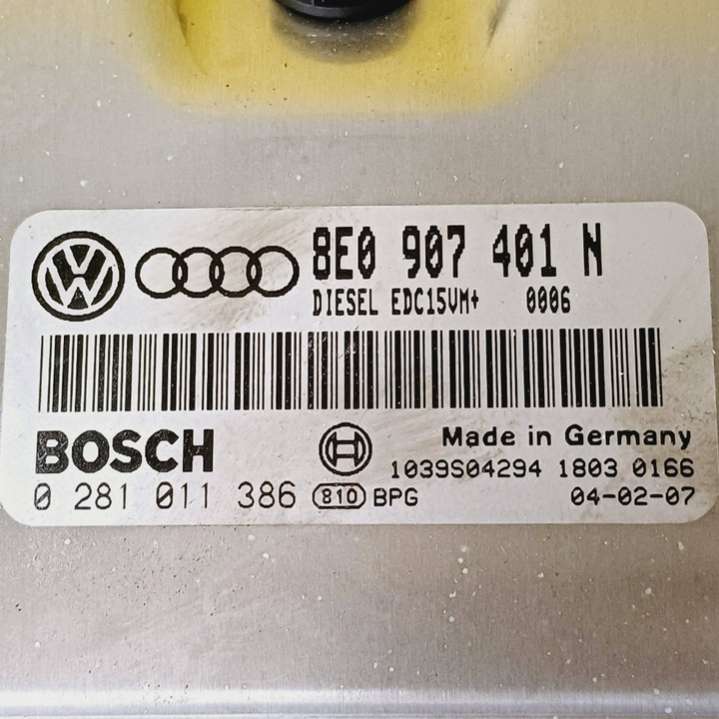 8E0 907 401 N
DIESEL EDC15VM+ 0006
BOSCH
Made in Germany
1039S04294 1803 0166
0 281 011 386 810 BPG 04-02-07